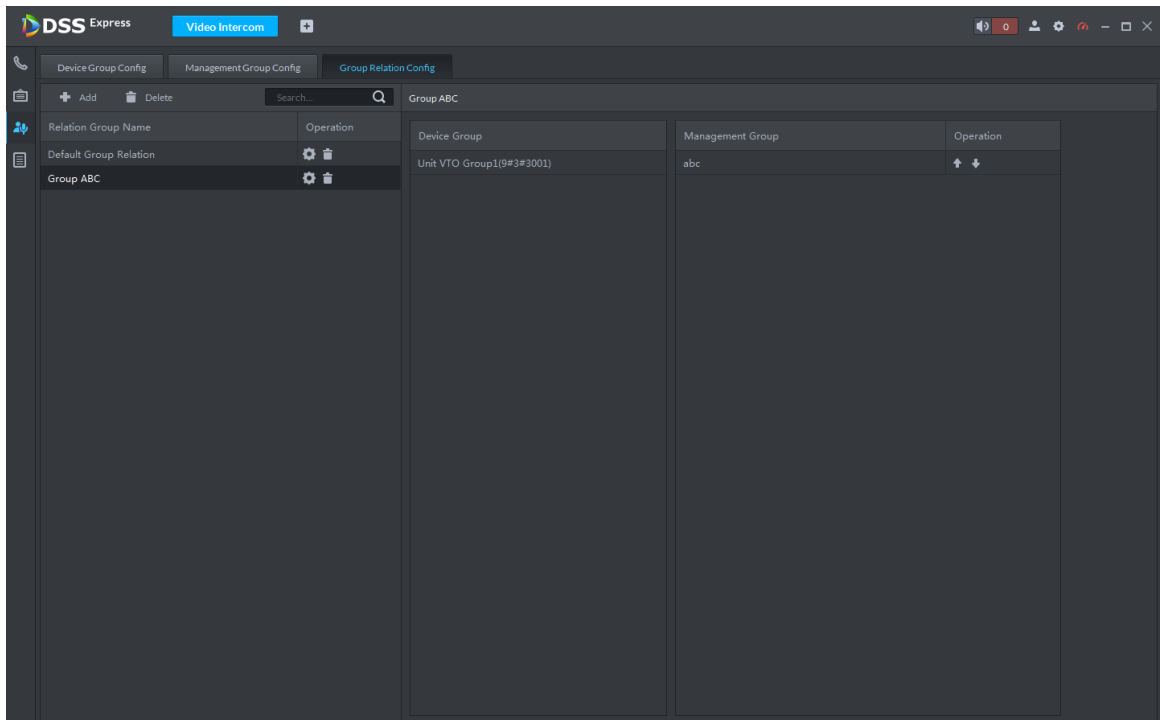 DSS Express Video Intercom 0
Device Group Config Management Group Config Group Relation Config
Add Delete Search... Group ABC
Relation Group Name Operation
Device Group Management Group Operation
Default Group Relation
Unit VTO Group1(9#3#3001) abc
Group ABC